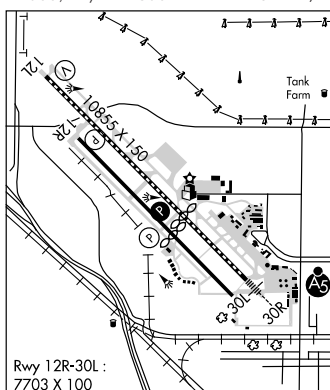 Tank
Farm
12L
V
10855 X 150
12R
P
P
P
A5
30L
30R
Rwy 12R-30L :
7703 X 100